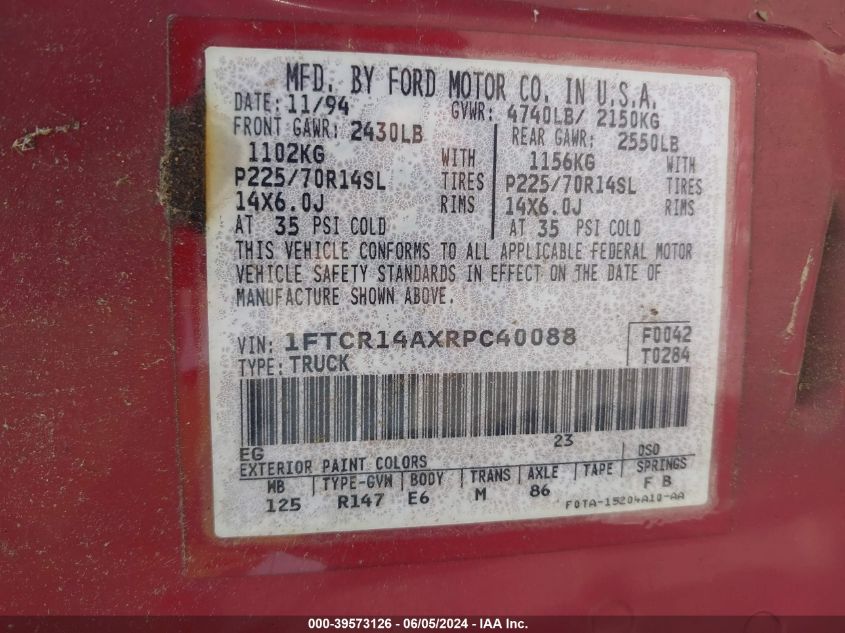 MFD. BY FORD MOTOR CO. IN U.S.A.
DATE: 11/94 GVWR: 4740LB/ 2150KG
FRONT GAWR: 2430LB REAR GAWR: 2550LB
1102KG WITH 1156KG WITH
P225/70R14SL TIRES P225/70R14SL TIRES
14X6.0J RIMS 14X6.0J RIMS
AT 35 PSI COLD AT 35 PSI COLD
THIS VEHICLE CONFORMS TO ALL APPLICABLE FEDERAL MOTOR
VEHICLE SAFETY STANDARDS IN EFFECT ON THE DATE OF
MANUFACTURE SHOWN ABOVE.
VIN: 1FTCR14AXRPC40088 F0042
TYPE: TRUCK T0284
EG 23
EXTERIOR PAINT COLORS DSO
WB TYPE-GVW BODY TRANS AXLE TAPE SPRINGS
125 R147 E6 M 86 F B
F0TA-15204A10-AA
000-39573126 - 06/05/2024 - IAA Inc.